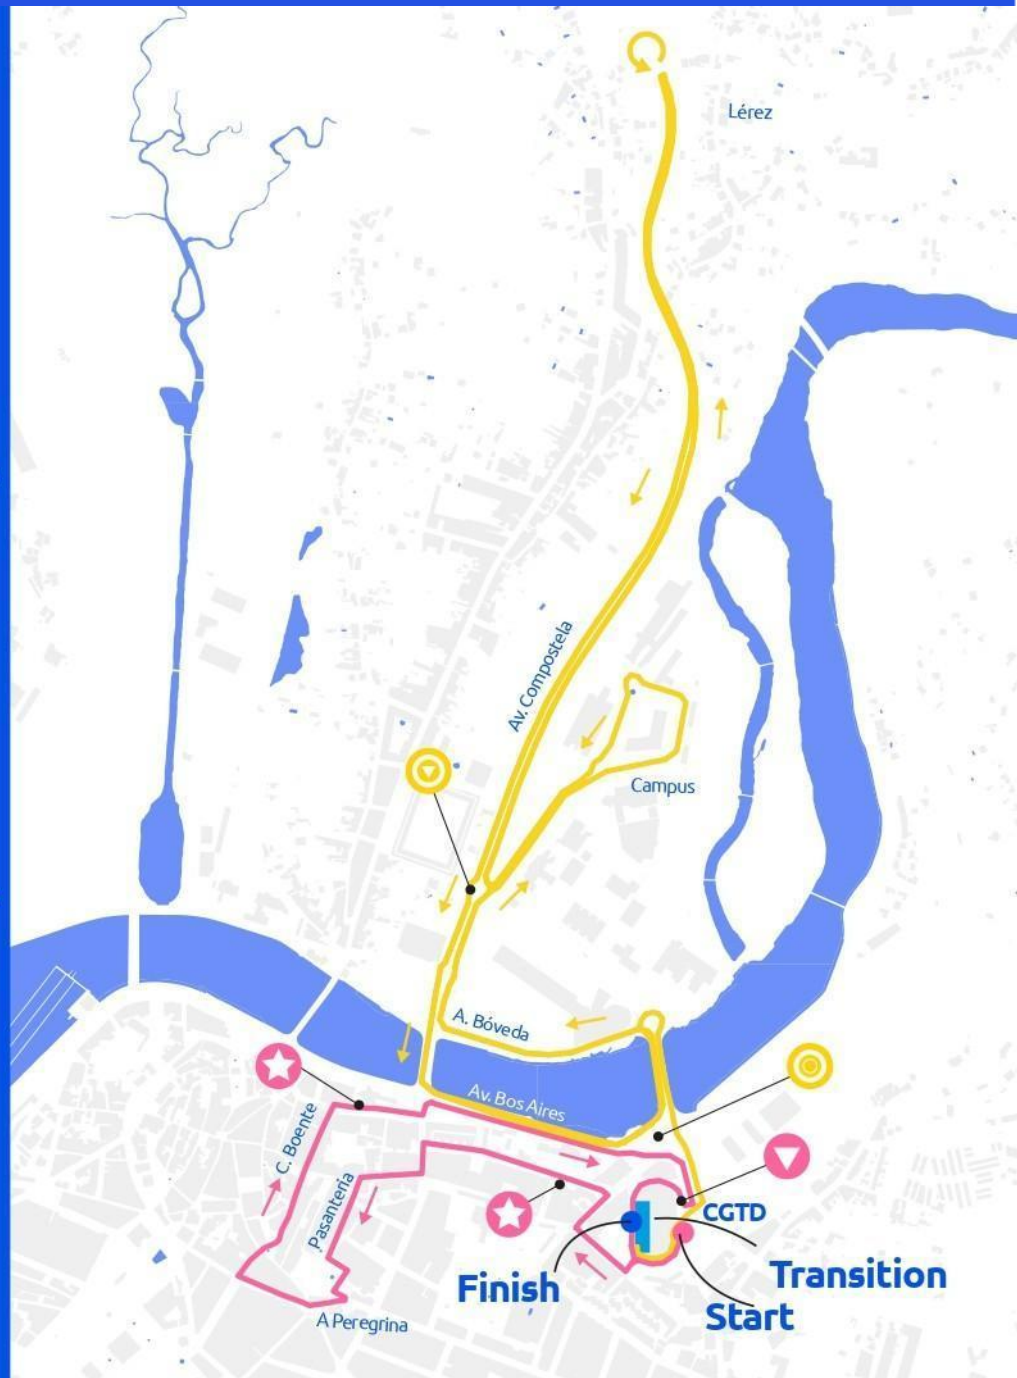 Lérez
Av. Compostela
Campus
A. Bóveda
Av. Bos Aires
C. Boente
Pasantería
CGTD
Transition
Finish
Start
A Peregrina